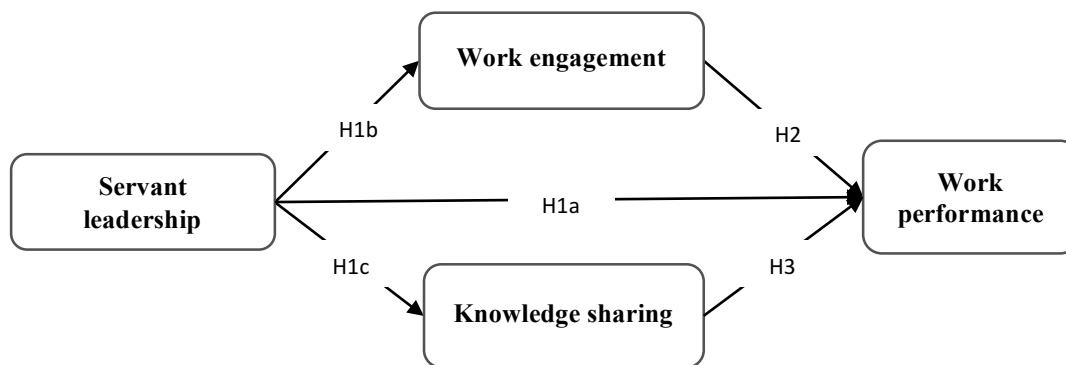 Work engagement
H1b
H2
Servant
leadership
H1a
Work
performance
H1c
H3
Knowledge sharing